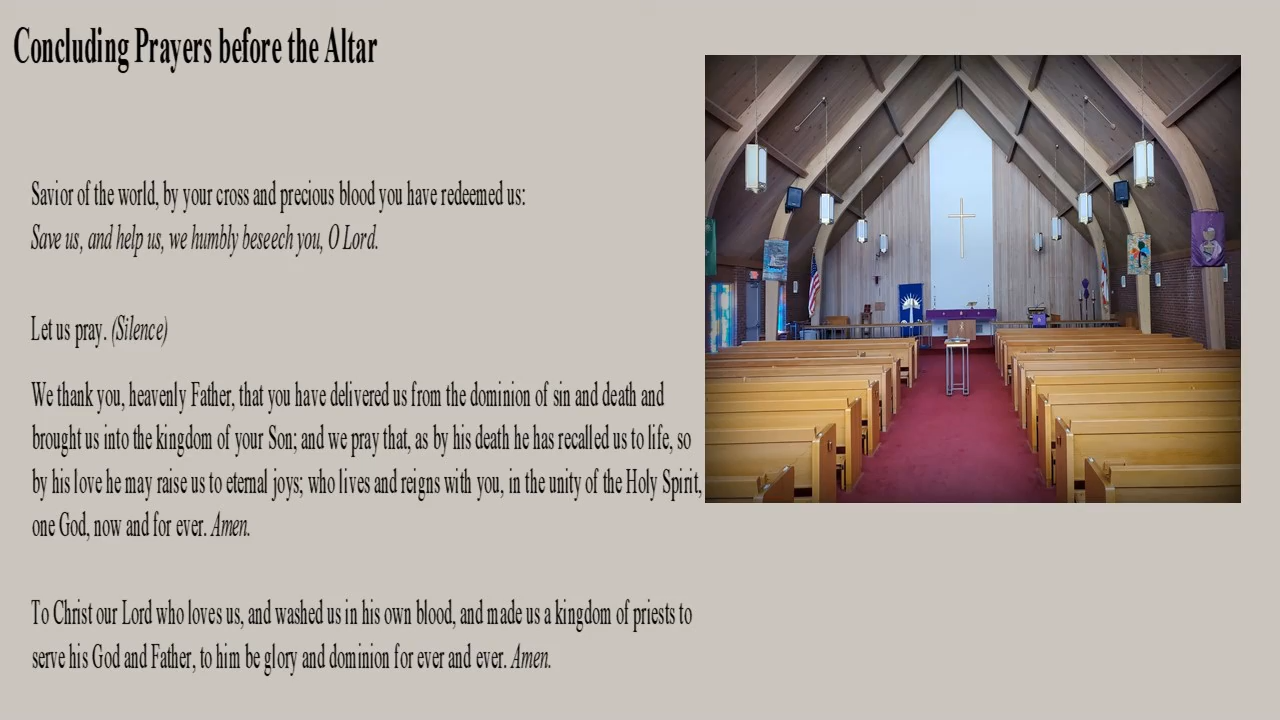 Concluding Prayers before the Altar
Savior of the world, by your cross and precious blood you have redeemed us:
Save us, and help us, we humbly beseech you, O Lord.
Let us pray. (Silence)
We thank you, heavenly Father, that you have delivered us from the dominion of sin and death and
brought us into the kingdom of your Son; and we pray that, as by his death he has recalled us to life, so
by his love he may raise us to eternal joys; who lives and reigns with you, in the unity of the Holy Spirit,
one God, now and for ever. Amen.
To Christ our Lord who loves us, and washed us in his own blood, and made us a kingdom of priests to
serve his God and Father, to him be glory and dominion for ever and ever. Amen.